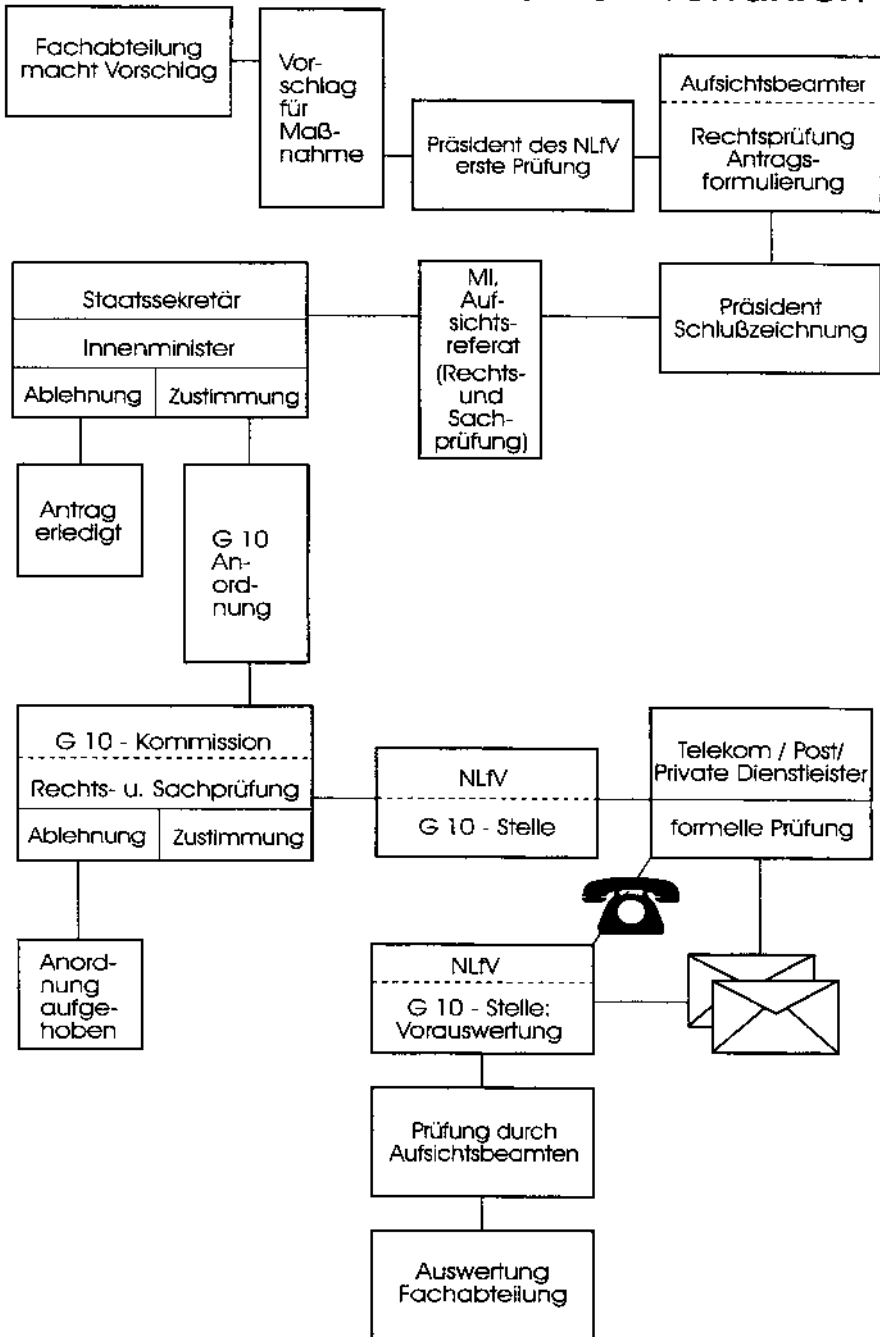 Fachabteilung
macht Vorschlag
Vor-
schlag
für
Maß-
nahme
Präsident des NLfV
erste Prüfung
Aufsichtsbeamter
Rechtsprüfung
Antrags-
formulierung
Staatssekretär
Innenminister
Ablehnung
Zustimmung
MI,
Auf-
sichts-
referat
(Rechts-
und
Sach-
prüfung)
Präsident
Schlußzeichnung
Antrag
erledigt
G 10
An-
ord-
nung
G 10 - Kommission
Rechts- u. Sachprüfung
Ablehnung
Zustimmung
NLfV
G 10 - Stelle
Telekom / Post/
Private Dienstleister
formelle Prüfung
Anord-
nung
aufge-
hoben
NLfV
G 10 - Stelle:
Vorauswertung
Prüfung durch
Aufsichtsbeamten
Auswertung
Fachabteilung